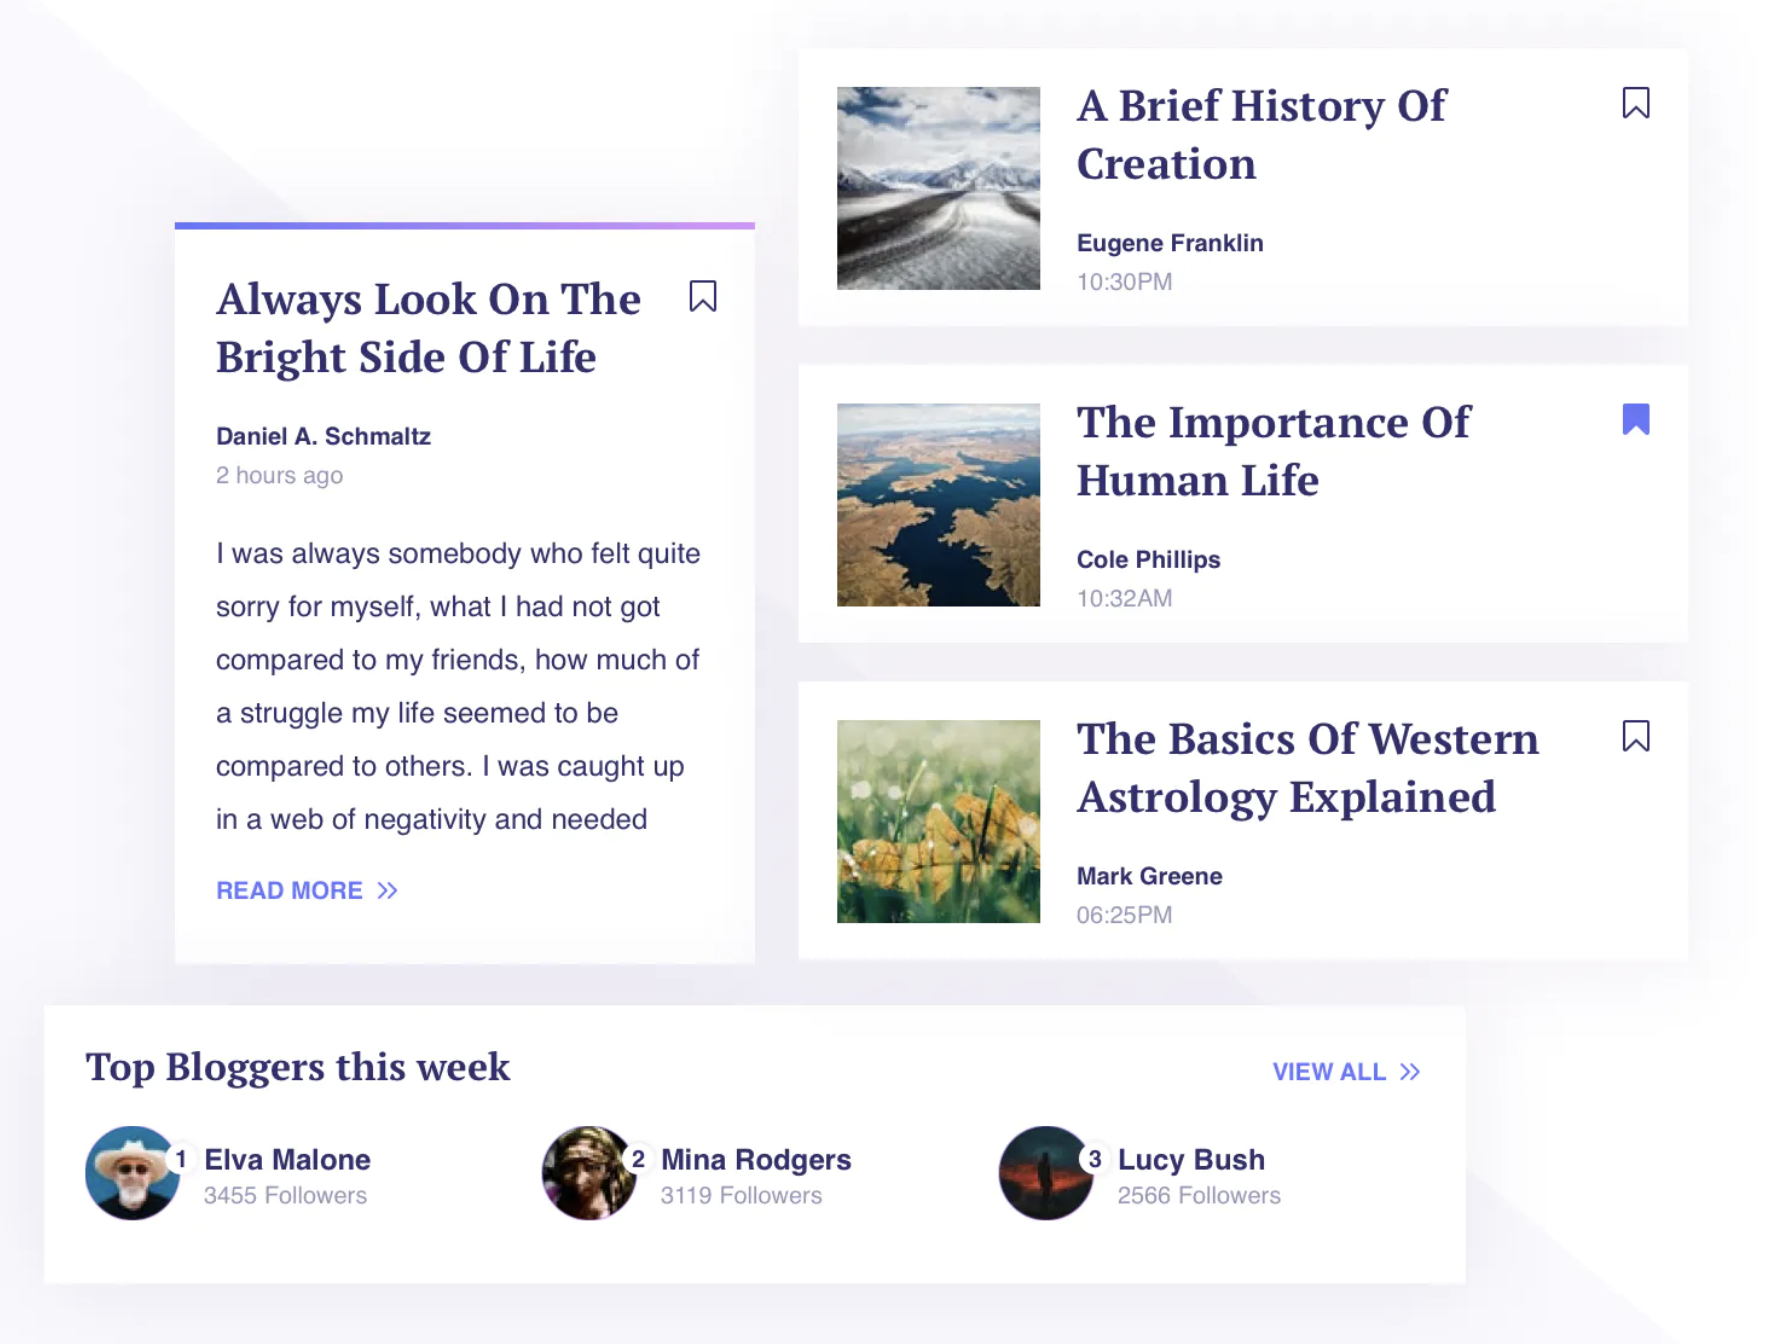 Always Look On The
Bright Side Of Life
Daniel A. Schmaltz
2 hours ago
I was always somebody who felt quite
sorry for myself, what I had not got
compared to my friends, how much of
a struggle my life seemed to be
compared to others. I was caught up
in a web of negativity and needed
READ MORE
A Brief History Of
Creation
Eugene Franklin
10:30PM
The Importance Of
Human Life
Cole Phillips
10:32AM
The Basics Of Western
Astrology Explained
Mark Greene
06:25PM
Top Bloggers this week
VIEW ALL
1 Elva Malone
3455 Followers
2 Mina Rodgers
3119 Followers
3 Lucy Bush
2566 Followers